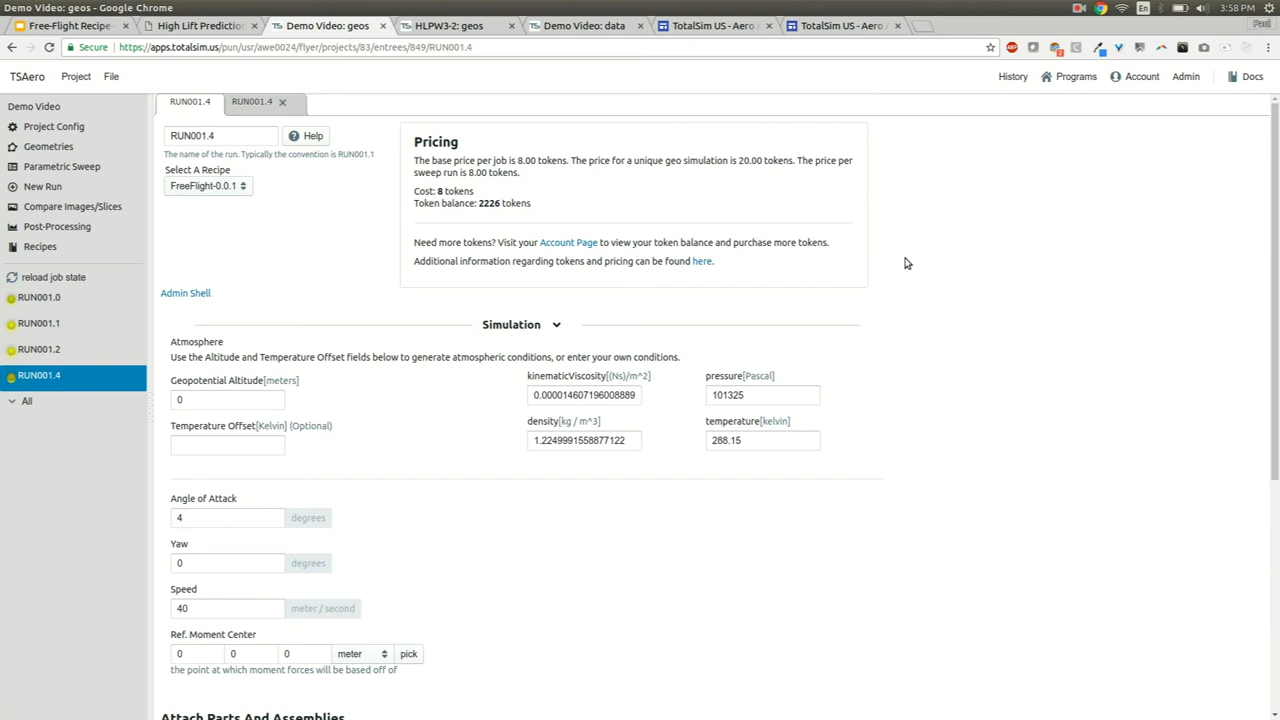 Demo Video: geos - Google Chrome
En
3:58 PM
Free-Flight Recipe
High Lift Prediction
Demo Video: geos
HLPW3-2: geos
Demo Video: data
TotalSim US - Aero
TotalSim US - Aero
Paul
Secure
https://apps.totalsim.us/pun/usr/awe0024/flyer/projects/83/entrees/849/RUN001.4
TSAero
Project
File
History
Programs
Account
Admin
Docs
Demo Video
Project Config
Geometries
Parametric Sweep
New Run
Compare Images/Slices
Post-Processing
Recipes
reload job state
RUN001.0
RUN001.1
RUN001.2
RUN001.4
All
RUN001.4
RUN001.4
RUN001.4
Help
The name of the run. Typically the convention is RUN001.1
Select A Recipe
FreeFlight-0.0.1
Pricing
The base price per job is 8.00 tokens. The price for a unique geo simulation is 20.00 tokens. The price per
sweep run is 8.00 tokens.
Cost: 8 tokens
Token balance: 2226 tokens
Need more tokens? Visit your Account Page to view your token balance and purchase more tokens.
Additional information regarding tokens and pricing can be found here.
Admin Shell
Simulation
Atmosphere
Use the Altitude and Temperature Offset fields below to generate atmospheric conditions, or enter your own conditions.
Geopotential Altitude[meters]
0
Temperature Offset[Kelvin] (Optional)
kinematicViscosity[(Ns)/m^2]
0.000014607196008889
pressure[Pascal]
101325
density[kg / m^3]
1.2249991558877122
temperature[kelvin]
288.15
Angle of Attack
4 degrees
Yaw
0 degrees
Speed
40 meter / second
Ref. Moment Center
0 0 0 meter pick
the point at which moment forces will be based off of
Attach Parts And Assemblies